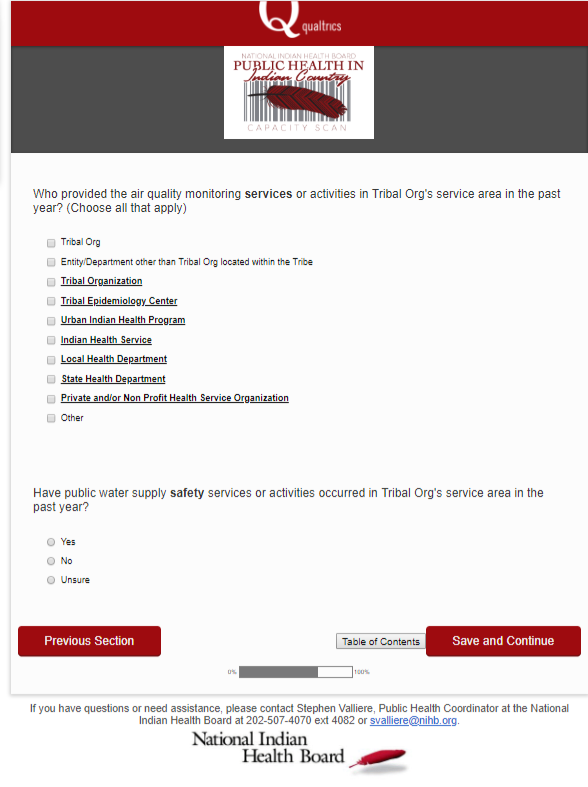 qualtrics
NATIONAL INDIAN HEALTH BOARD
PUBLIC HEALTH IN
Indian Country
CAPACITY SCAN
Who provided the air quality monitoring services or activities in Tribal Org's service area in the past
year? (Choose all that apply)
Tribal Org
Entity/Department other than Tribal Org located within the Tribe
Tribal Organization
Tribal Epidemiology Center
Urban Indian Health Program
Indian Health Service
Local Health Department
State Health Department
Private and/or Non Profit Health Service Organization
Other
Have public water supply safety services or activities occurred in Tribal Org's service area in the
past year?
Yes
No
Unsure
Previous Section
Table of Contents
Save and Continue
0%
100%
If you have questions or need assistance, please contact Stephen Valliere, Public Health Coordinator at the National
Indian Health Board at 202-507-4070 ext 4082 or svalliere@nihb.org.
National Indian
Health Board